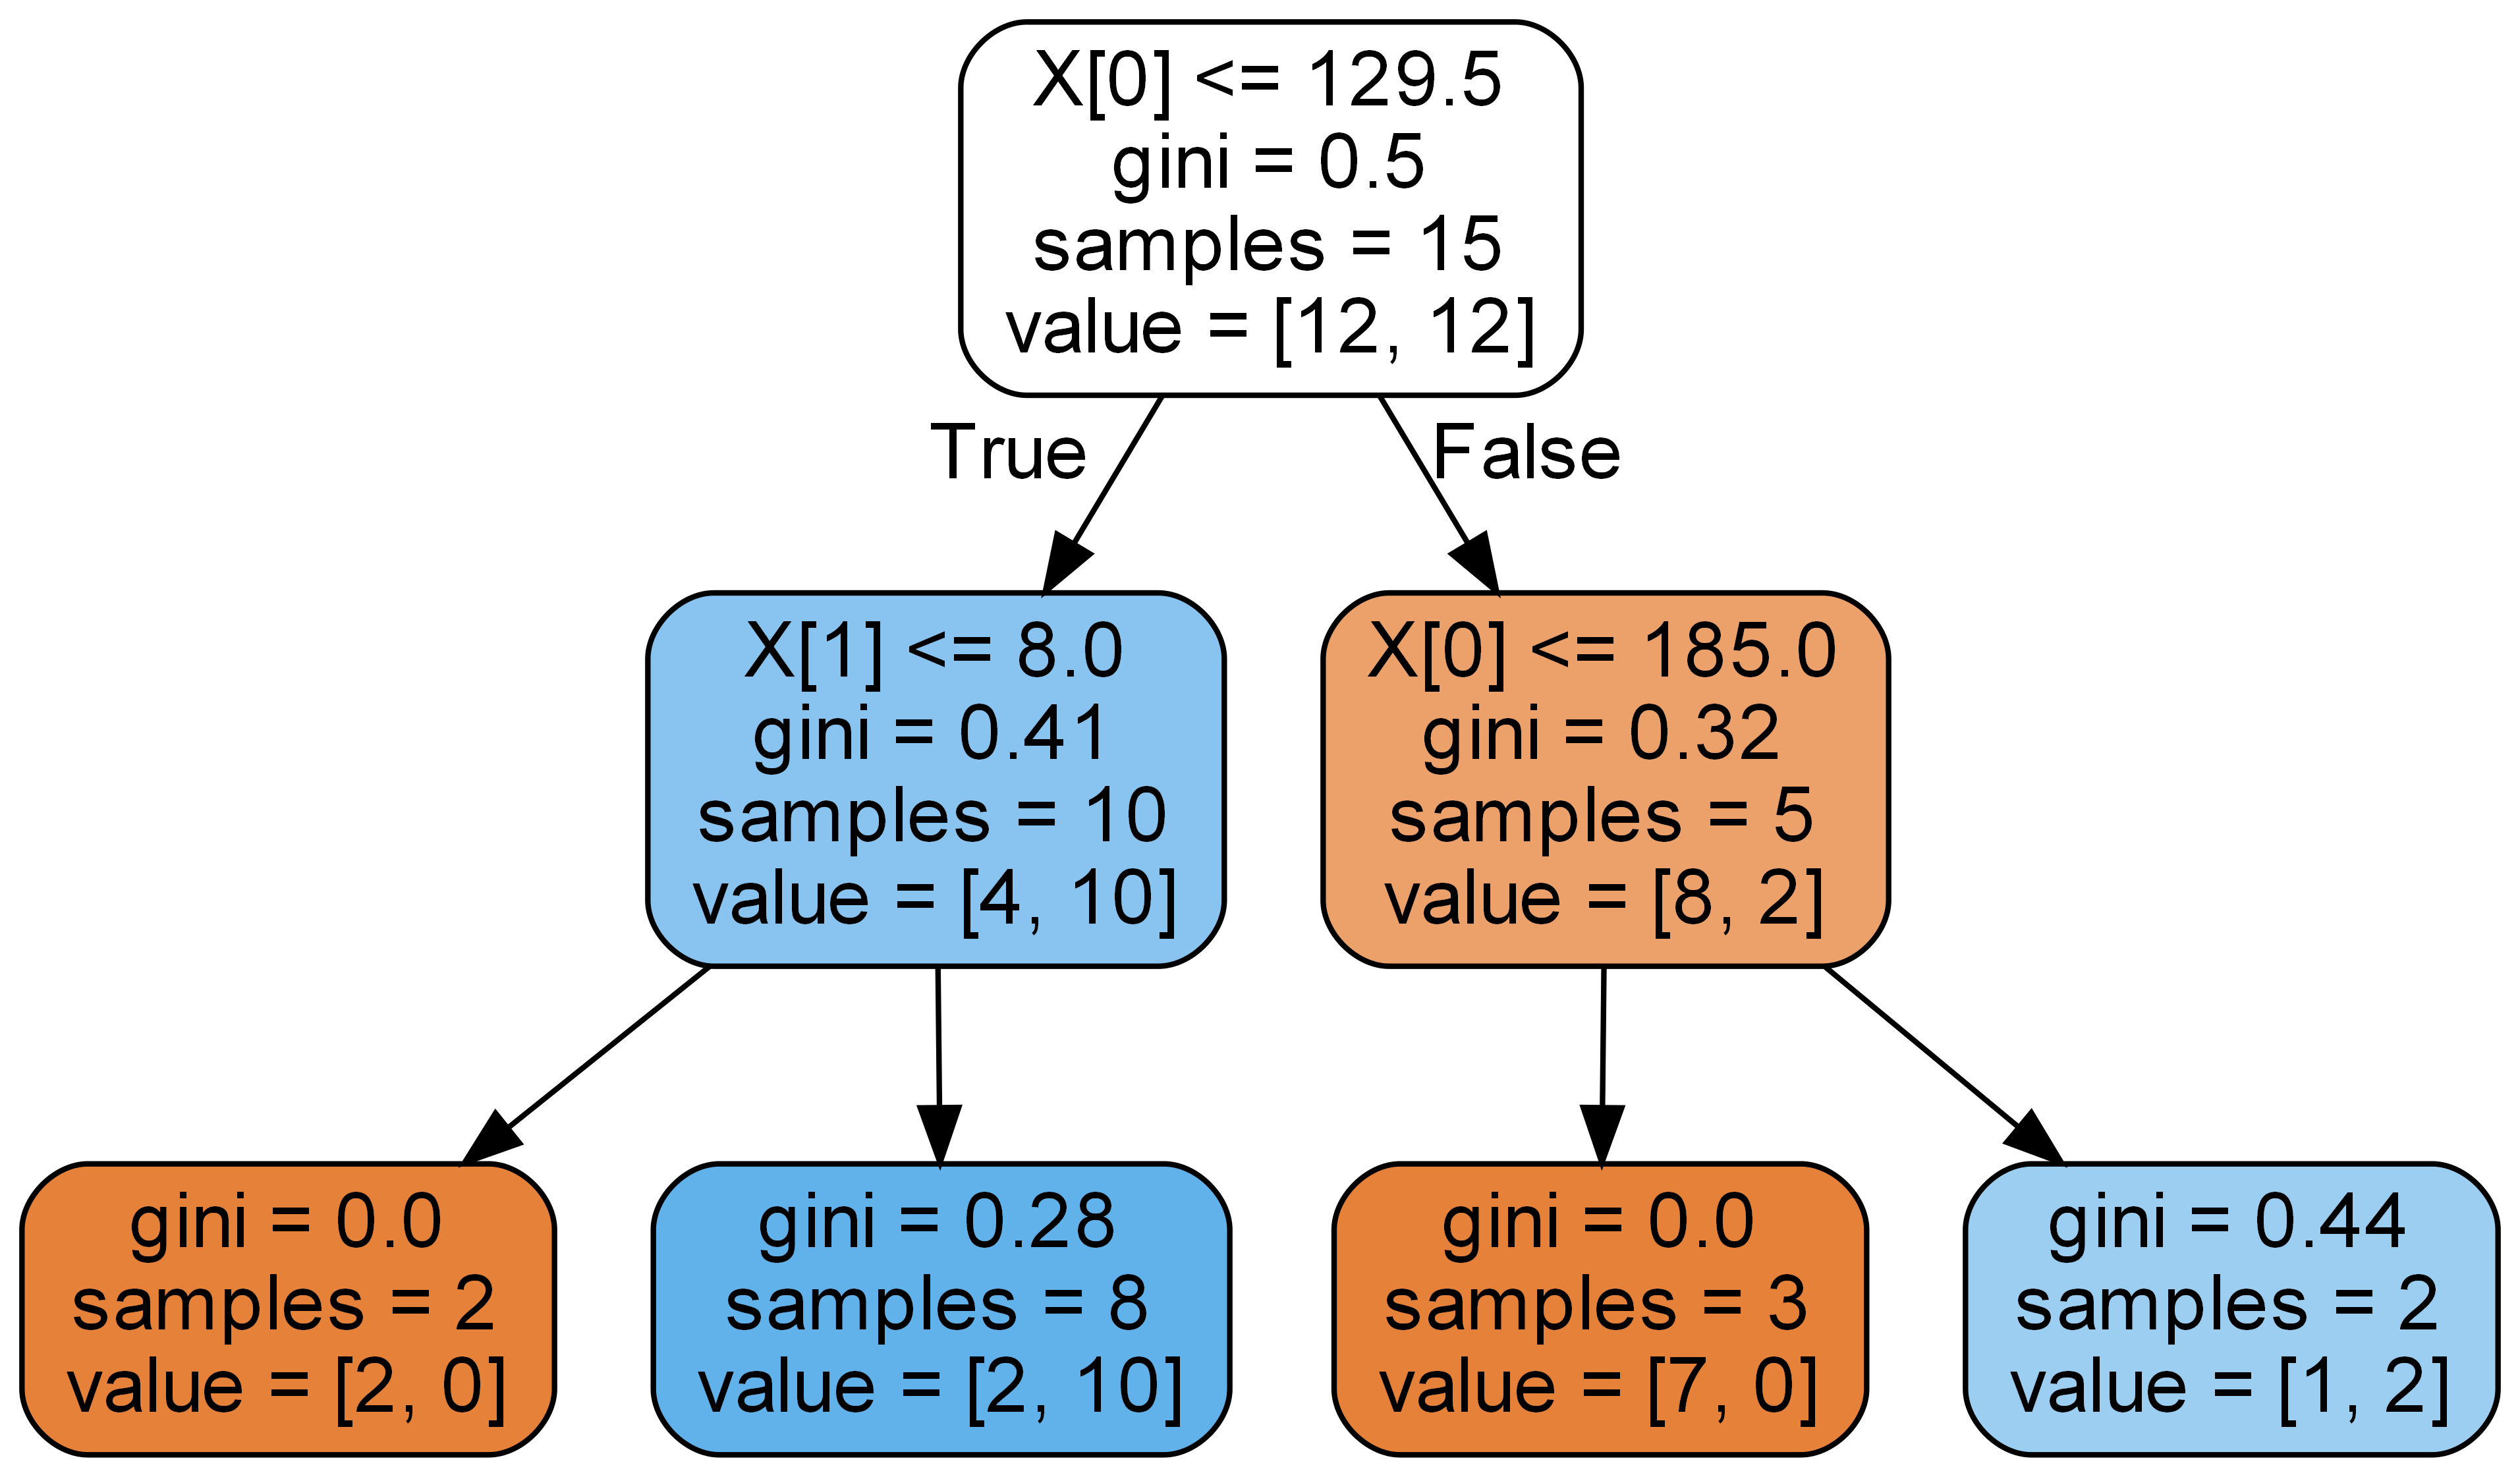 X[0] <= 129.5
gini = 0.5
samples = 15
value = [12, 12]
True
False
X[1] <= 8.0
gini = 0.41
samples = 10
value = [4, 10]
X[0] <= 185.0
gini = 0.32
samples = 5
value = [8, 2]
gini = 0.0
samples = 2
value = [2, 0]
gini = 0.28
samples = 8
value = [2, 10]
gini = 0.0
samples = 3
value = [7, 0]
gini = 0.44
samples = 2
value = [1, 2]